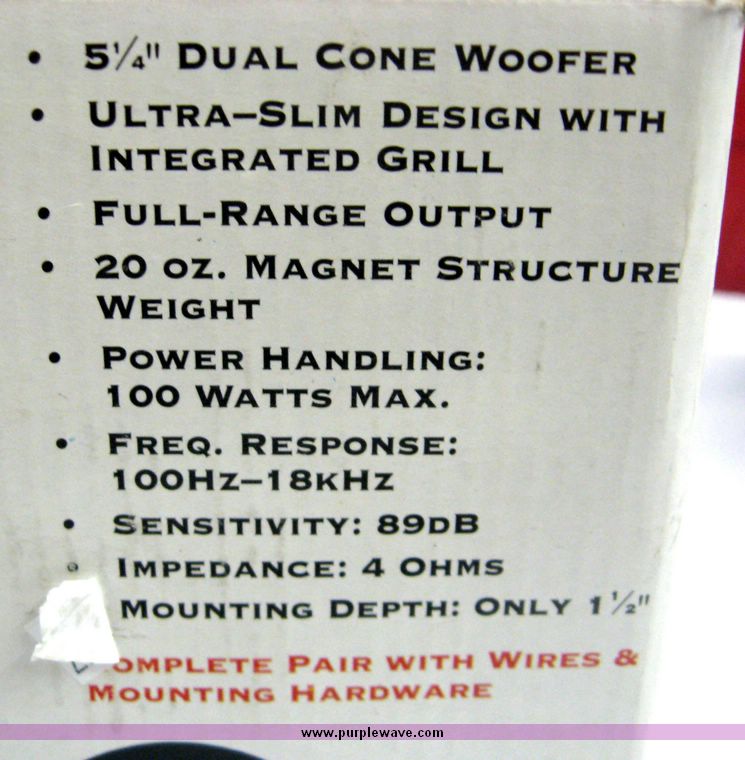 • 5¼" DUAL CONE WOOFER
• ULTRA–SLIM DESIGN WITH
INTEGRATED GRILL
• FULL-RANGE OUTPUT
• 20 OZ. MAGNET STRUCTURE
WEIGHT
• POWER HANDLING:
100 WATTS MAX.
• FREQ. RESPONSE:
100HZ–18KHZ
• SENSITIVITY: 89DB
• IMPEDANCE: 4 OHMS
MOUNTING DEPTH: ONLY 1½"
COMPLETE PAIR WITH WIRES &
MOUNTING HARDWARE
www.purplewave.com